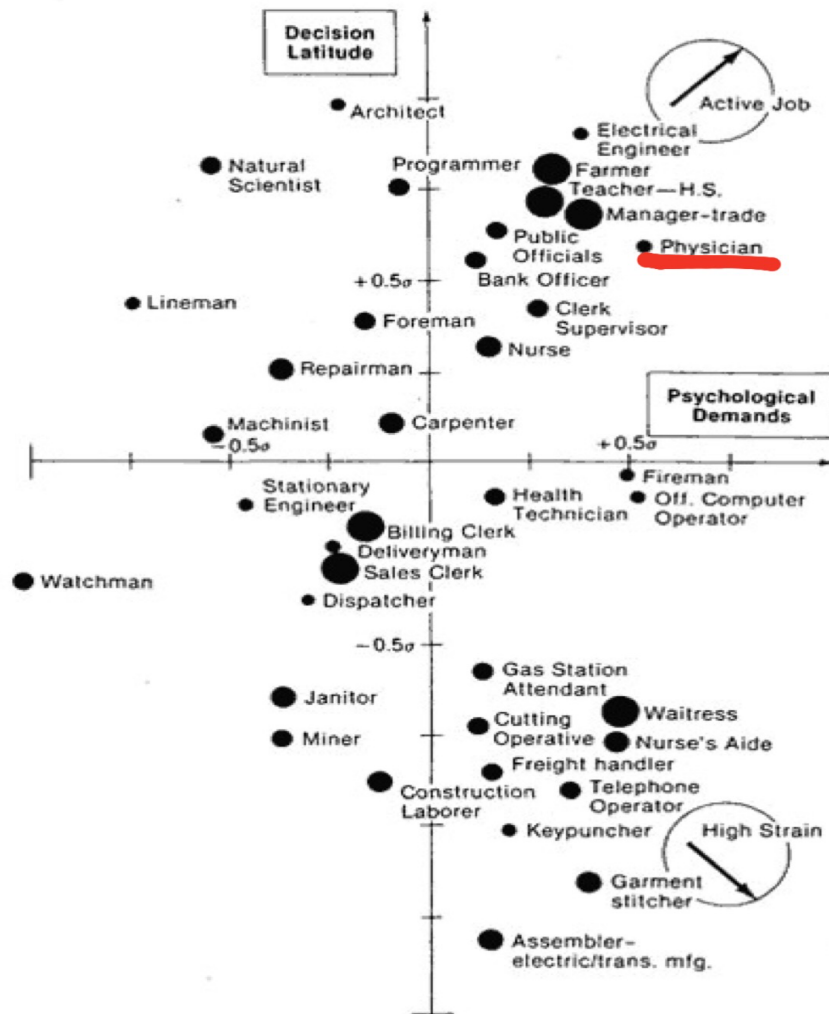 Decision
Latitude
Active Job
Architect
Electrical
Engineer
Natural
Scientist
Programmer
Farmer
Teacher—H.S.
Manager-trade
Public
Officials
Physician
Bank Officer
+0.5σ
Lineman
Foreman
Clerk
Supervisor
Nurse
Repairman
Psychological
Demands
Machinist
Carpenter
-0.5σ
+0.5σ
Fireman
Stationary
Engineer
Health
Technician
Off. Computer
Operator
Billing Clerk
Deliveryman
Sales Clerk
Watchman
Dispatcher
-0.5σ
Gas Station
Attendant
Janitor
Waitress
Cutting
Operative
Miner
Nurse's Aide
Freight handler
Construction
Laborer
Telephone
Operator
Keypuncher
High Strain
Garment
stitcher
Assembler-
electric/trans. mfg.